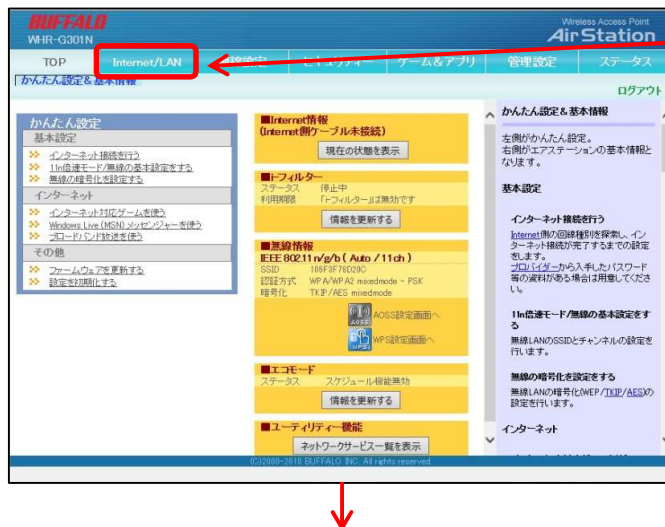 BUFFALO
WHR-G301N
Wireless Access Point
AirStation
TOP
Internet/LAN
ゲーム&アプリ
管理設定
ステータス
かんたん設定&基本情報
ログアウト
かんたん設定
基本設定
インターネット接続を行う
11n倍速モード/無線の基本設定をする
無線の暗号化を設定する
インターネット
インターネット対応ゲームを使う
Windows Live (MSN) メッセンジャーを使う
ブロードバンド放送を使う
その他
ファームウェアを更新する
設定を初期化する
■Internet情報
(Internet側ケーブル未接続)
現在の状態を表示
■i-フィルター
ステータス 停止中
利用期限 「i-フィルター」は無効です
情報を更新する
■無線情報
IEEE 802.11 n/g/b ( Auto / 11ch )
SSID 106F3F78D20C
認証方式 WPA/WPA2 mixedmode - PSK
暗号化 TKIP/AES mixedmode
AOSS
AOSS設定画面へ
WPS
WPS設定画面へ
■エコモード
ステータス スケジュール機能無効
情報を更新する
■ユーティリティー機能
ネットワークサービス一覧を表示
かんたん設定&基本情報
左側がかんたん設定。
右側がエアステーションの基本情報と
なります。
基本設定
インターネット接続を行う
Internet側の回線種別を探索し、イン
ターネット接続が完了するまでの設定
をします。
プロバイダーから入手したパスワード
等の資料がある場合は用意してくださ
い。
11n倍速モード/無線の基本設定をす
る
無線LANのSSIDとチャンネルの設定を
行います。
無線の暗号化を設定をする
無線LANの暗号化(WEP/TKIP/AES)の
設定を行います。
インターネット
(C)2000-2010 BUFFALO INC. All rights reserved.